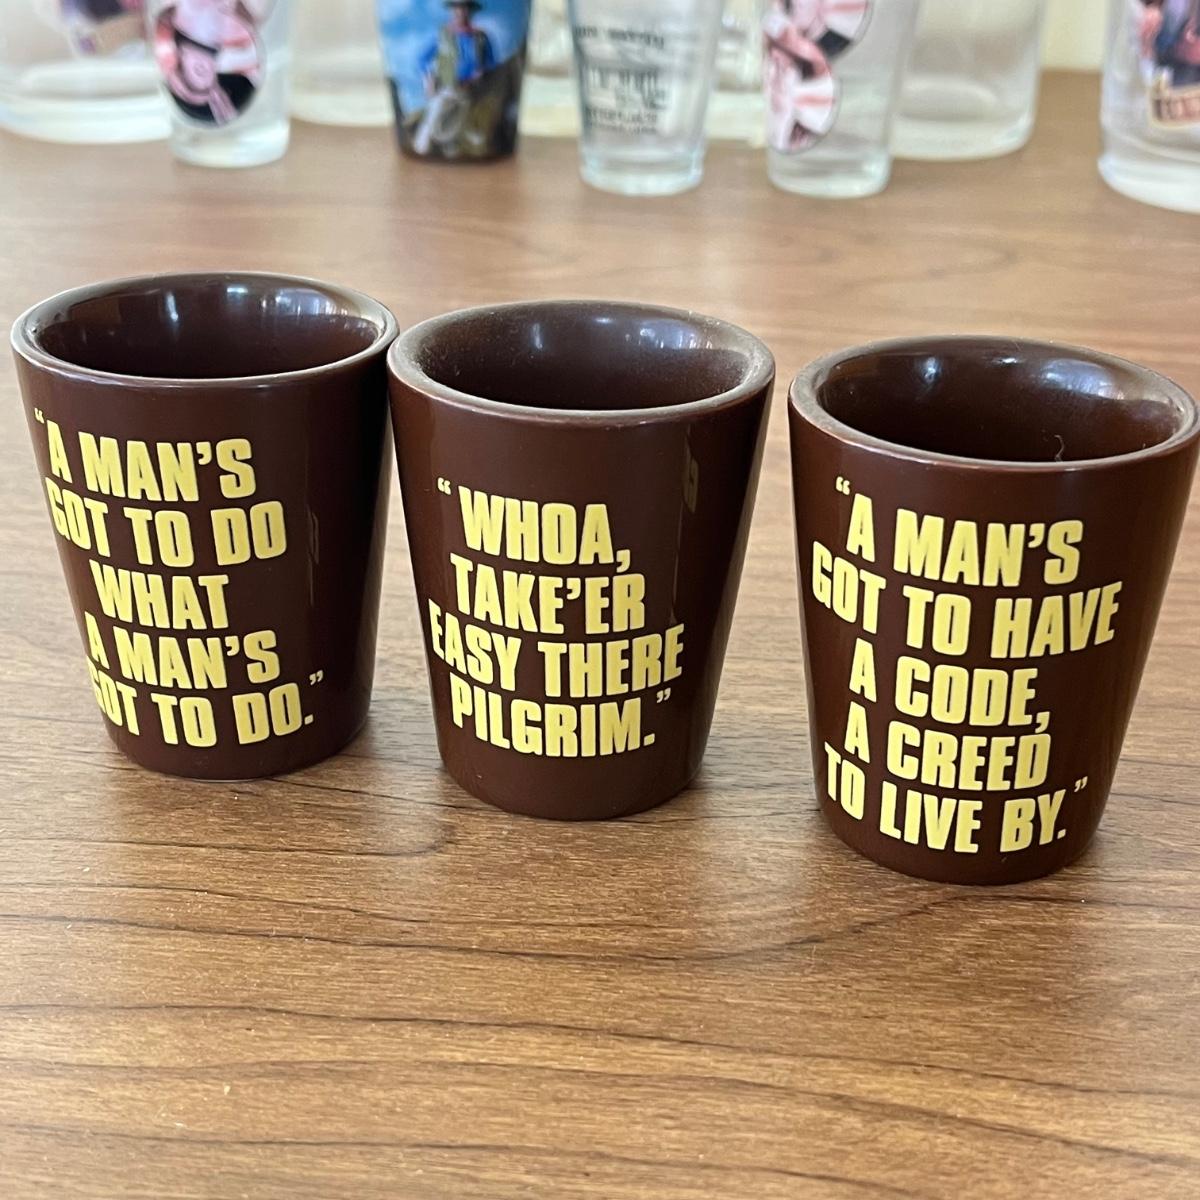 “A MAN’S
GOT TO DO
WHAT
A MAN’S
GOT TO DO.”
“WHOA,
TAKE’ER
EASY THERE
PILGRIM.”
“A MAN’S
GOT TO HAVE
A CODE,
A CREED
TO LIVE BY.”